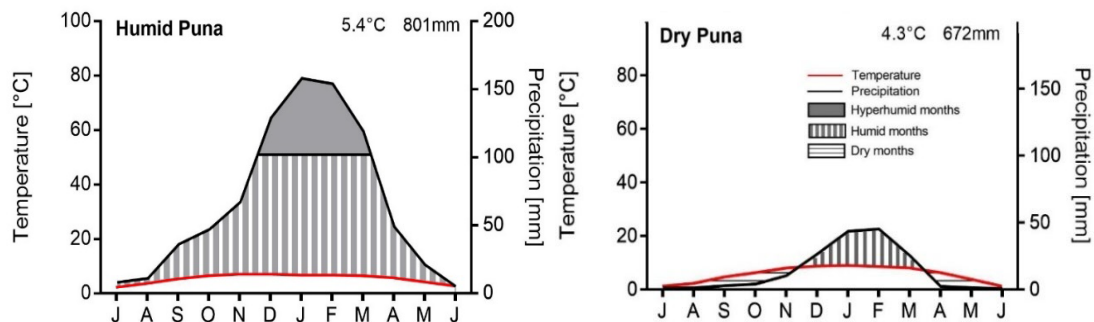 Humid Puna
5.4°C 801mm
Temperature [°C]
100
80
60
40
20
0
Precipitation [mm]
200
150
100
50
0
J A S O N D J F M A M J
Dry Puna
4.3°C 672mm
Temperature [°C]
80
60
40
20
0
Precipitation [mm]
150
100
50
0
Temperature
Precipitation
Hyperhumid months
Humid months
Dry months
J A S O N D J F M A M J